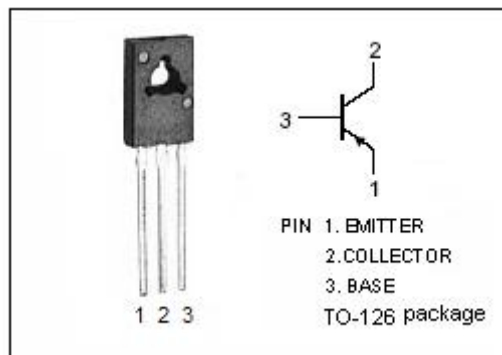 2
3
1
PIN 1. EMITTER
2. COLLECTOR
3. BASE
TO-126 package
1 2 3